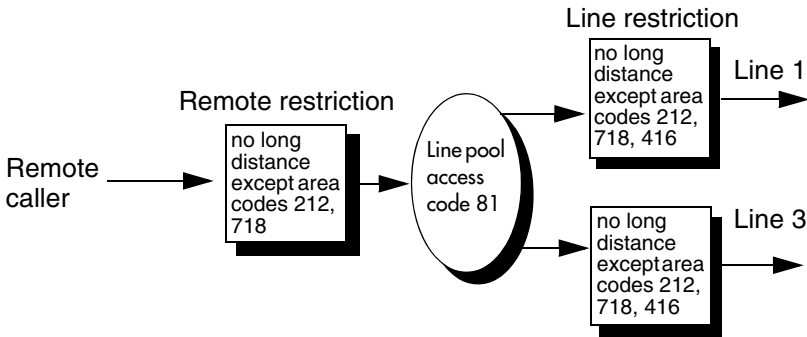 Line restriction
no long
distance
except area
codes 212,
718, 416
Line 1
Remote restriction
no long
distance
except area
codes 212,
718
Remote
caller
Line pool
access
code 81
no long
distance
except area
codes 212,
718, 416
Line 3